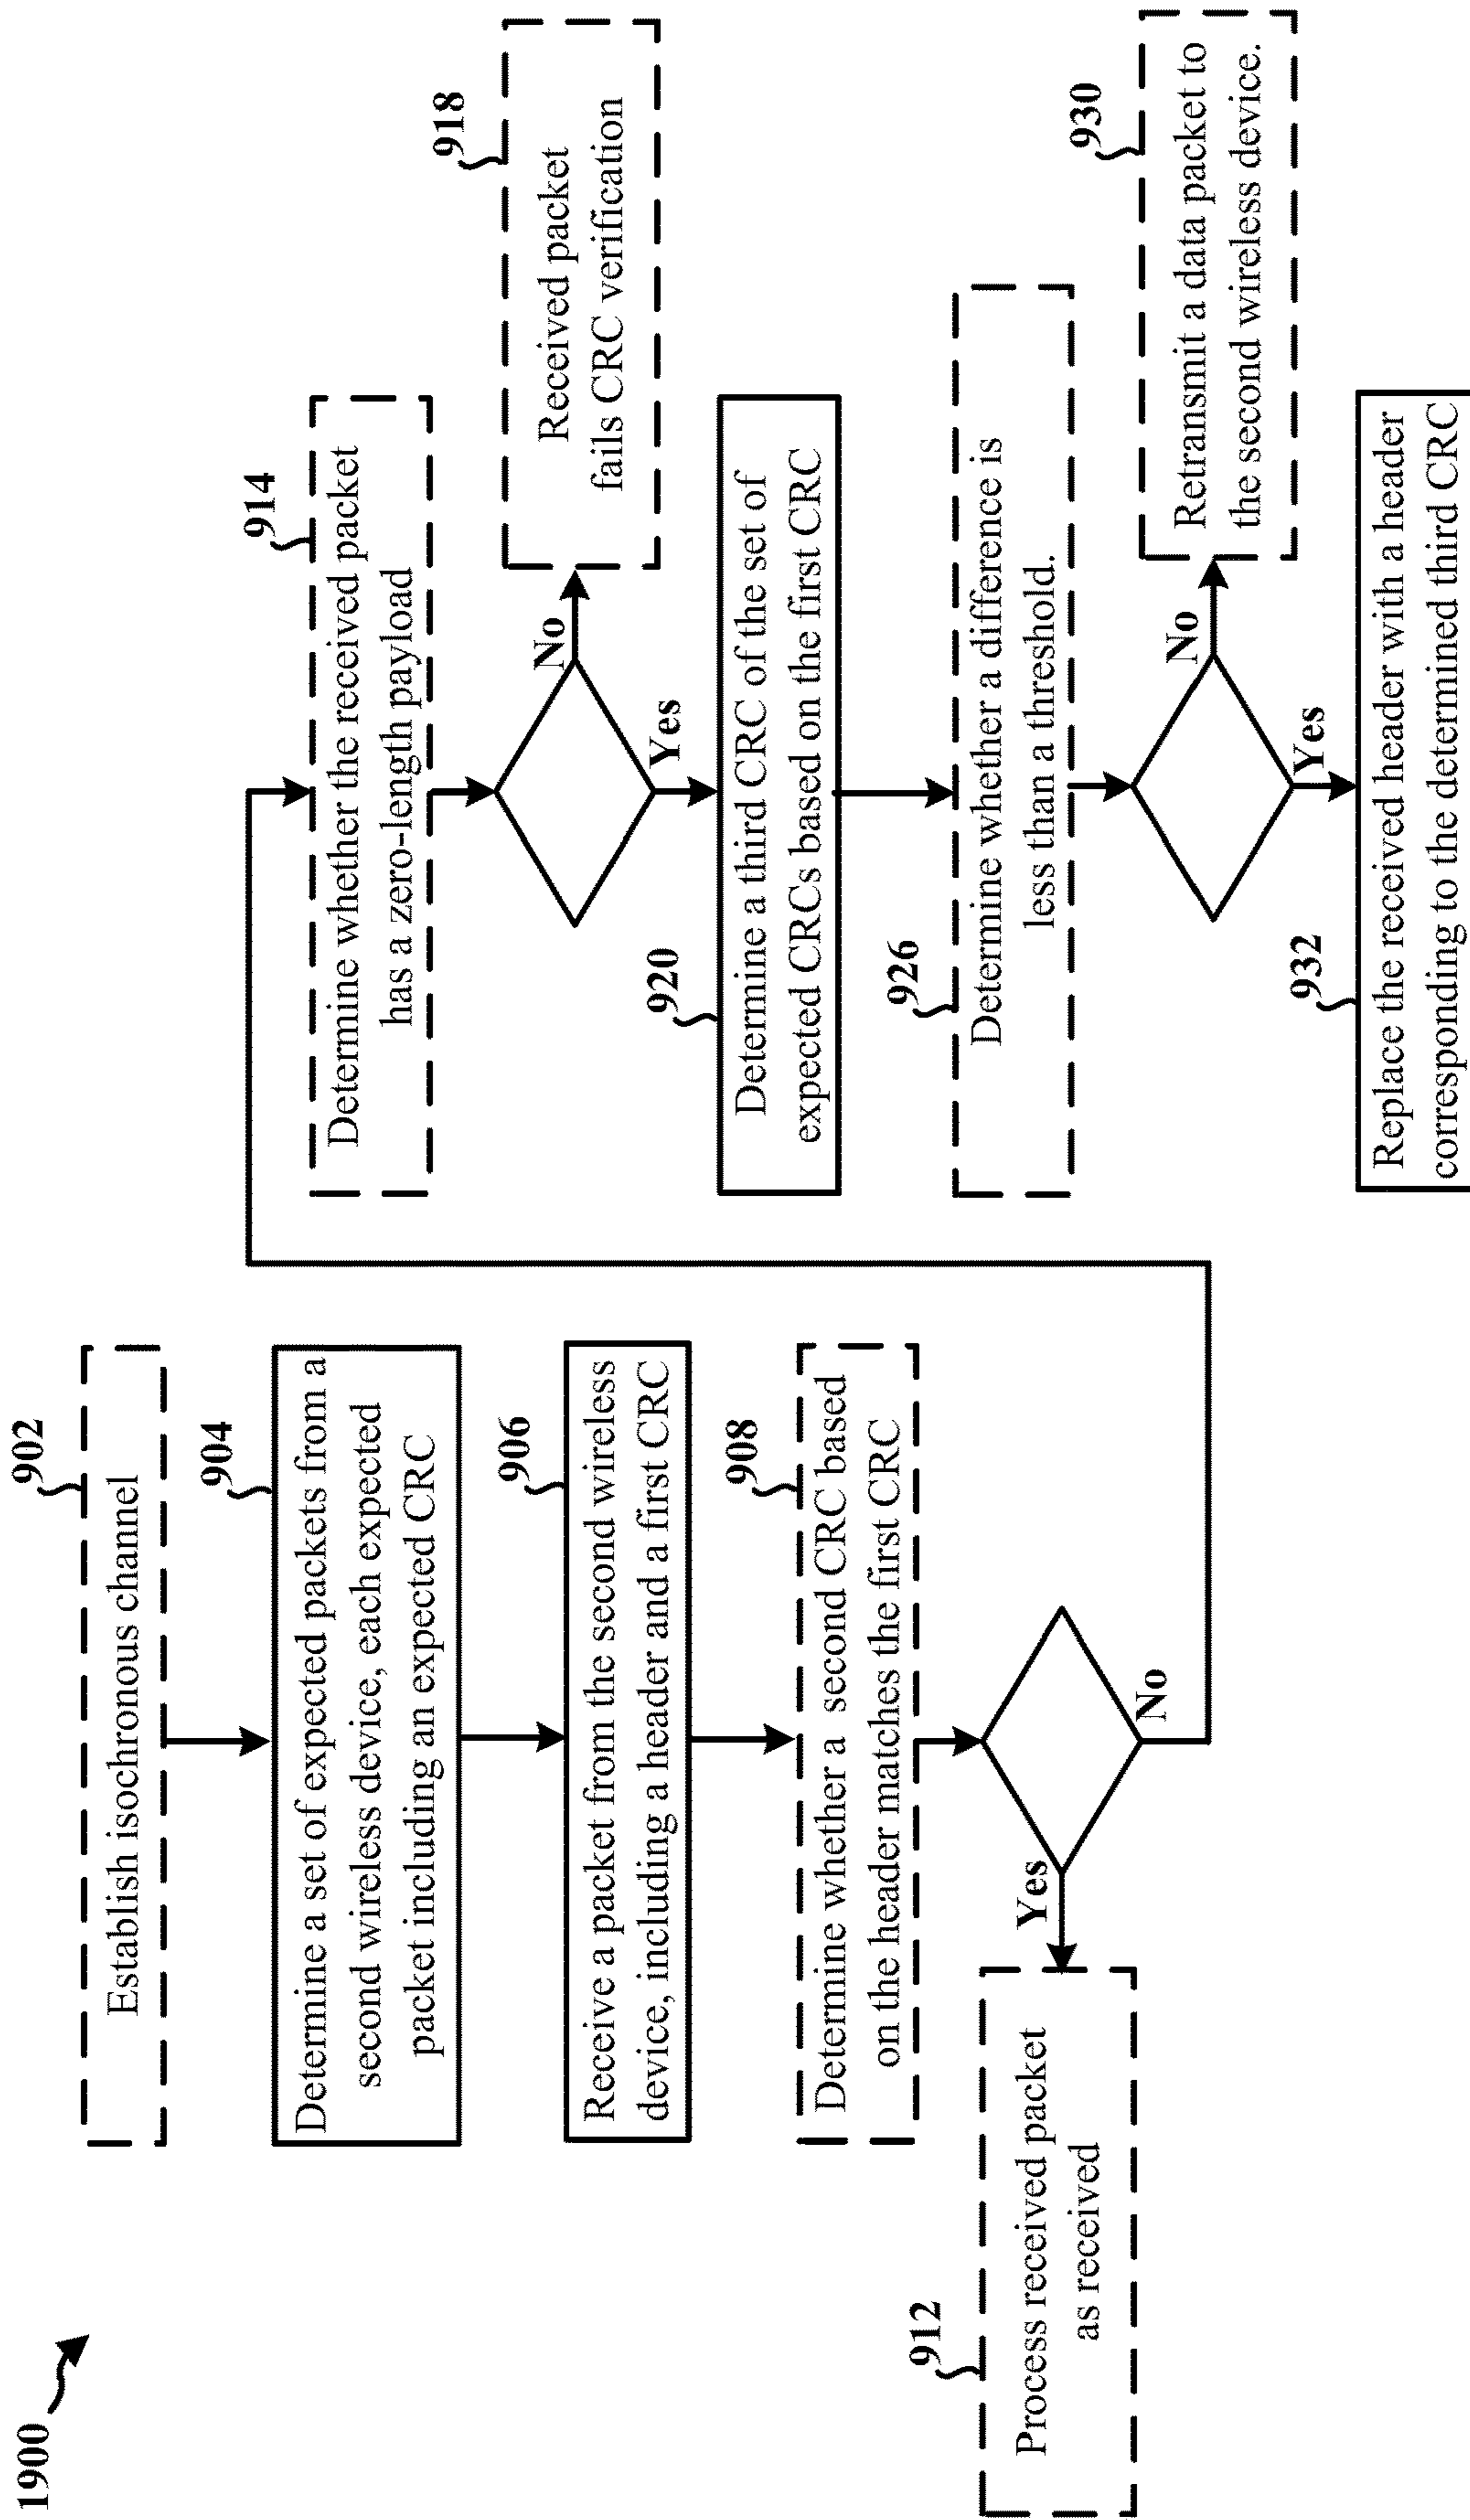 1900
902
Establish isochronous channel
904
Determine a set of expected packets from a
second wireless device, each expected
packet including an expected CRC
906
Receive a packet from the second wireless
device, including a header and a first CRC
908
Determine whether a second CRC based
on the header matches the first CRC
Yes
No
912
Process received packet
as received
914
Determine whether the received packet
has a zero-length payload
No
Yes
918
Received packet
fails CRC verification
920
Determine a third CRC of the set of
expected CRCs based on the first CRC
926
Determine whether a difference is
less than a threshold.
No
Yes
930
Retransmit a data packet to
the second wireless device.
932
Replace the received header with a header
corresponding to the determined third CRC